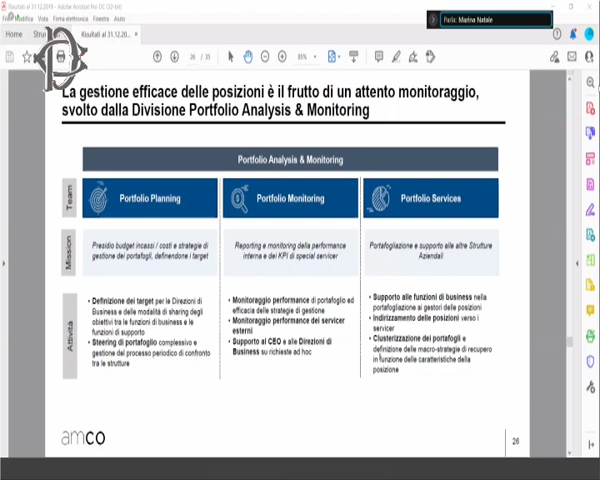 Risultati al 31.12.2020 - Adobe Acrobat Pro DC (32-bit)
File Modifica Vista Firma elettronica Finestra Aiuto
Parla: Marina Natale
Home
Risultati al 31.12.20...
26 / 35
La gestione efficace delle posizioni è il frutto di un attento monitoraggio,
svolto dalla Divisione Portfolio Analysis & Monitoring
Portfolio Analysis & Monitoring
Team
Portfolio Planning
Portfolio Monitoring
Portfolio Services
Mission
Presidio budget incassi / costi e strategie di
gestione dei portafogli, definendone i target
Reporting e monitoring della performance
interna e dei KPI di special servicer
Portafogliazione e supporto alle altre Strutture
Aziendali
Attività
• Definizione dei target per le Direzioni di
Business e delle modalità di sharing degli
obiettivi tra le funzioni di business e le
funzioni di supporto
• Steering di portafoglio complessivo e
gestione del processo periodico di confronto
tra le strutture
• Monitoraggio performance di portafoglio ed
efficacia delle strategie di gestione
• Monitoraggio performance dei servicer
esterni
• Supporto al CEO e alle Direzioni di
Business su richieste ad hoc
• Supporto alle funzioni di business nella
portafogliazione ai gestori delle posizioni
• Indirizzamento delle posizioni verso i
servicer
• Clusterizzazione dei portafogli e
definizione delle macro-strategie di recupero
in funzione delle caratteristiche della
posizione
amco
26